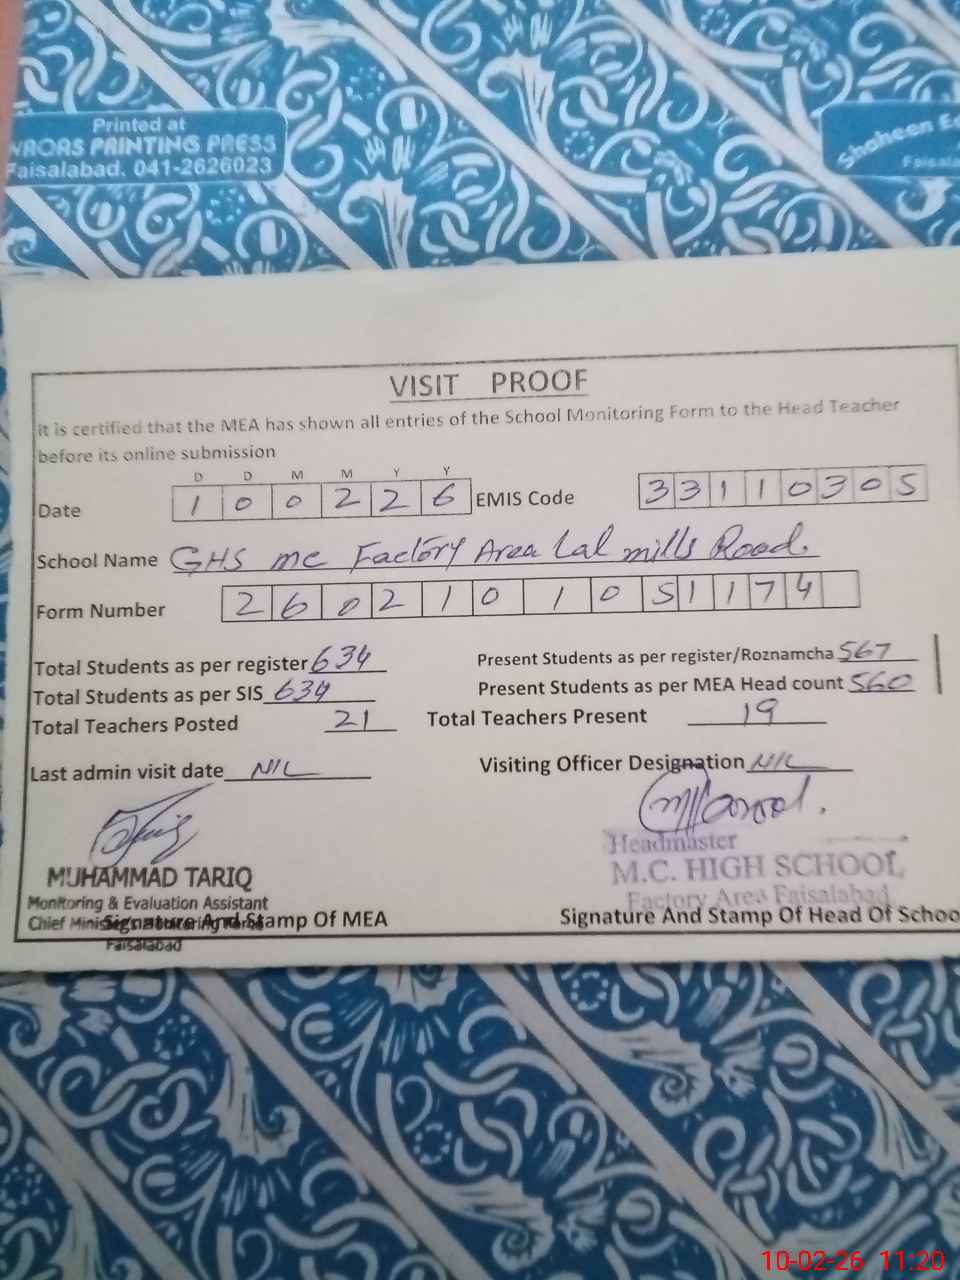 Printed at
PRINTING PRESS
Faisalabad. 041-2626023
Shaheen
VISIT PROOF
it is certified that the MEA has shown all entries of the School Monitoring Form to the Head Teacher
before its online submission
D D M M Y Y
Date 1 0 0 2 2 6 EMIS Code 3 3 1 1 0 3 0 5
School Name GHS mc Factory Area Lal mills Road.
Form Number 2 6 0 2 1 0 1 0 5 1 1 7 4
Total Students as per register 634 Present Students as per register/Roznamcha 567
Total Students as per SIS 634 Present Students as per MEA Head count 560
Total Teachers Posted 21 Total Teachers Present 19
Last admin visit date NIL Visiting Officer Designation NIL
Headmaster
M.C. HIGH SCHOOL
Factory Area Faisalabad
MUHAMMAD TARIQ
Monitoring & Evaluation Assistant
Chief
Signature And Stamp Of MEA Signature And Stamp Of Head Of Schoo
Faisalabad
10-02-26 11:20